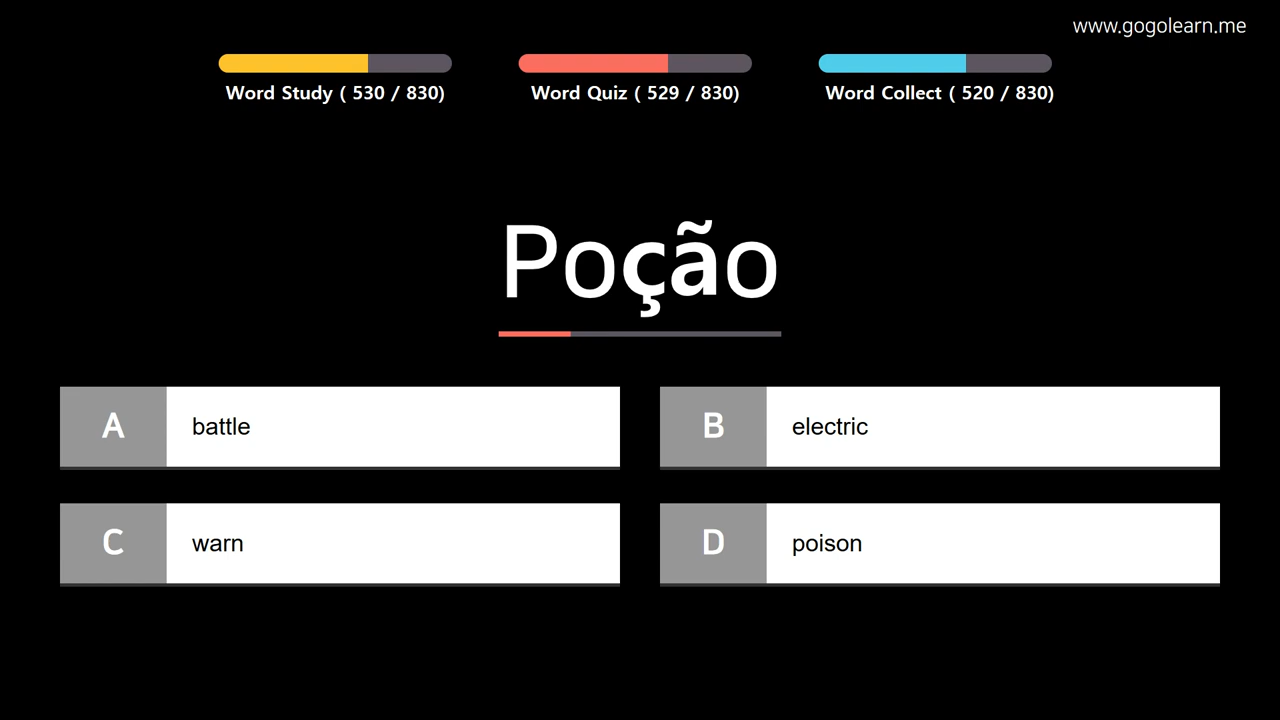 www.gogolearn.me
Word Study ( 530 / 830)
Word Quiz ( 529 / 830)
Word Collect ( 520 / 830)
Poção
A battle
B electric
C warn
D poison